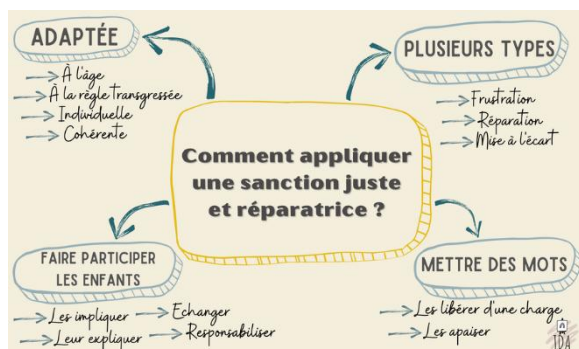 ADAPTÉE
À l'âge
À la règle transgressée
Individuelle
Cohérente
PLUSIEURS TYPES
Frustration
Réparation
Mise à l'écart
Comment appliquer
une sanction juste
et réparatrice ?
FAIRE PARTICIPER
LES ENFANTS
Les impliquer
Echanger
Leur expliquer
Responsabiliser
METTRE DES MOTS
Les libérer d'une charge
Les apaiser
IDA